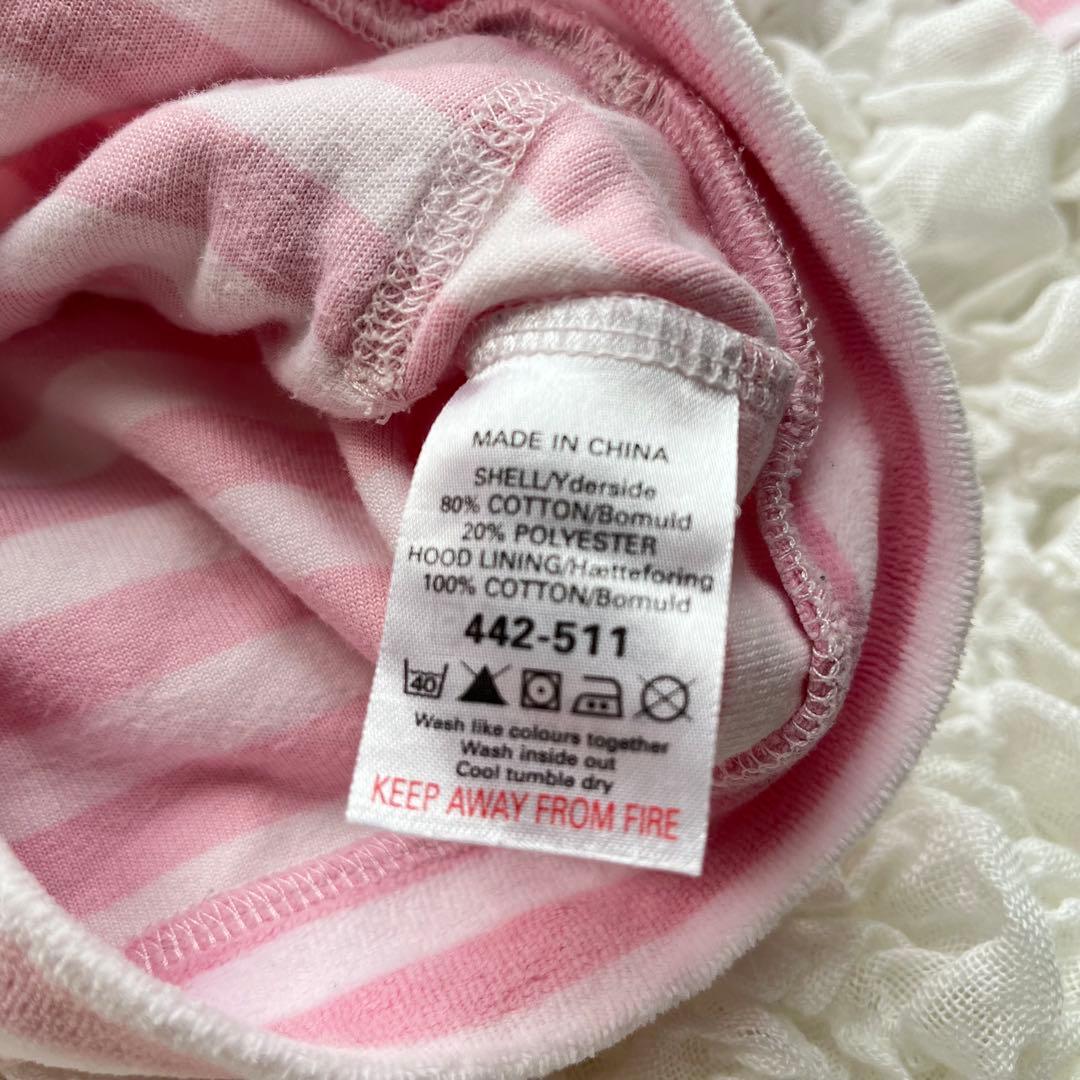 MADE IN CHINA
SHELL/Yderside
80% COTTON/Bomuld
20% POLYESTER
HOOD LINING/Hætteforing
100% COTTON/Bomuld
442-511
40
Wash like colours together
Wash inside out
Cool tumble dry
KEEP AWAY FROM FIRE